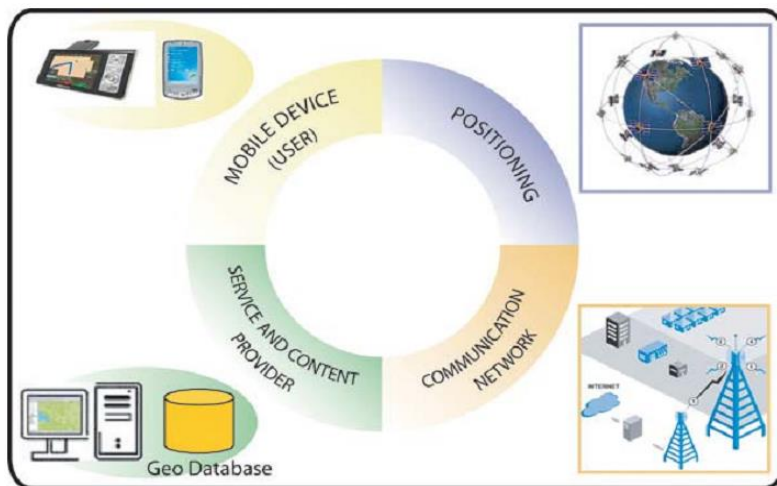 MOBILE DEVICE
(USER)
POSITIONING
SERVICE AND CONTENT
PROVIDER
COMMUNICATION
NETWORK
INTERNET
Geo Database